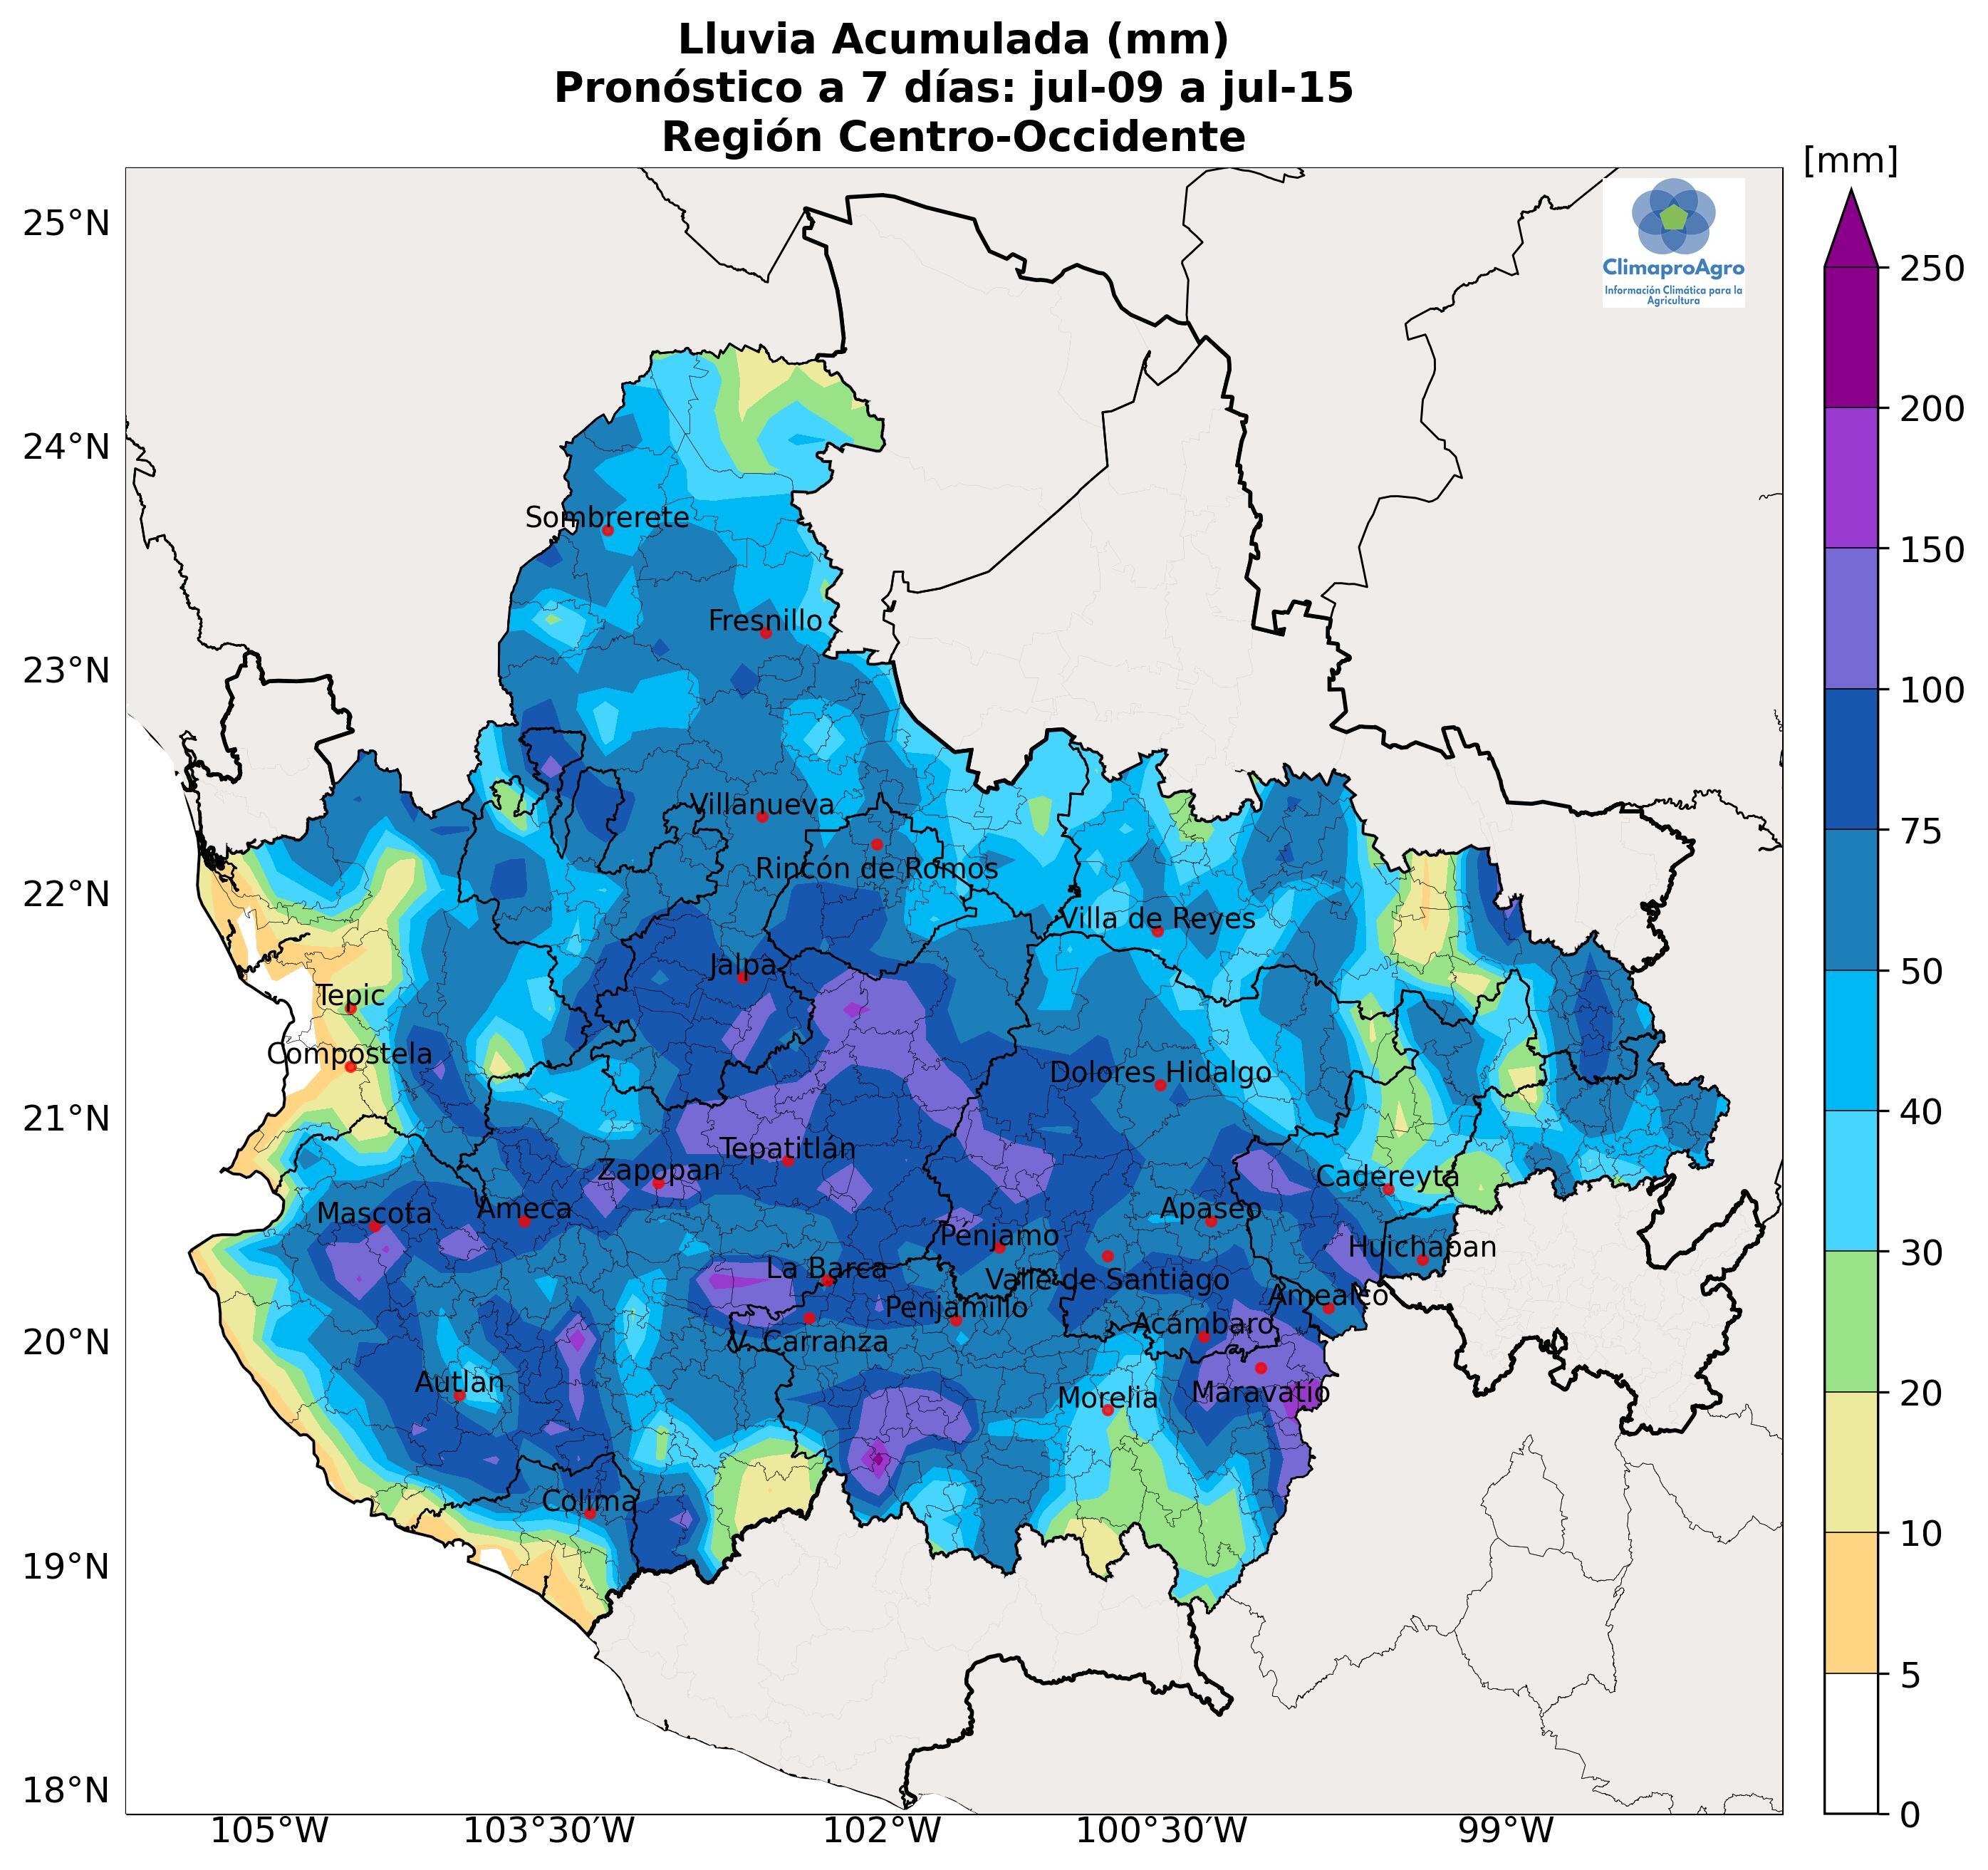 Lluvia Acumulada (mm)
Pronóstico a 7 días: jul-09 a jul-15
Región Centro-Occidente
[mm]
25°N
24°N
23°N
22°N
21°N
20°N
19°N
18°N
105°W
103°30'W
102°W
100°30'W
99°W
ClimaproAgro
Información Climática para la
Agricultura
250
200
150
100
75
50
40
30
20
10
5
0
Sombrerete
Fresnillo
Villanueva
Rincón de Romos
Villa de Reyes
Jalpa
Tepic
Compostela
Dolores Hidalgo
Tepatitlán
Zapopan
Cadereyta
Mascota
Ameca
Apaseo
Pénjamo
Huichapan
La Barca
Valle de Santiago
Amealco
Penjamillo
Acámbaro
V. Carranza
Autlán
Morelia
Maravatío
Colima